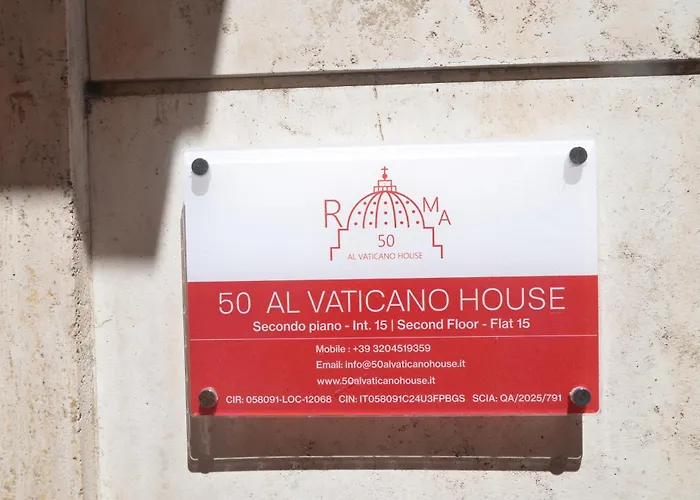 R MA
50
AL VATICANO HOUSE
50 AL VATICANO HOUSE
Secondo piano - Int. 15 | Second Floor - Flat 15
Mobile : +39 3204519359
Email: info@50alvaticanohouse.it
www.50alvaticanohouse.it
CIR: 058091-LOC-12068 CIN: IT058091C24U3FPBGS SCIA: QA/2025/791